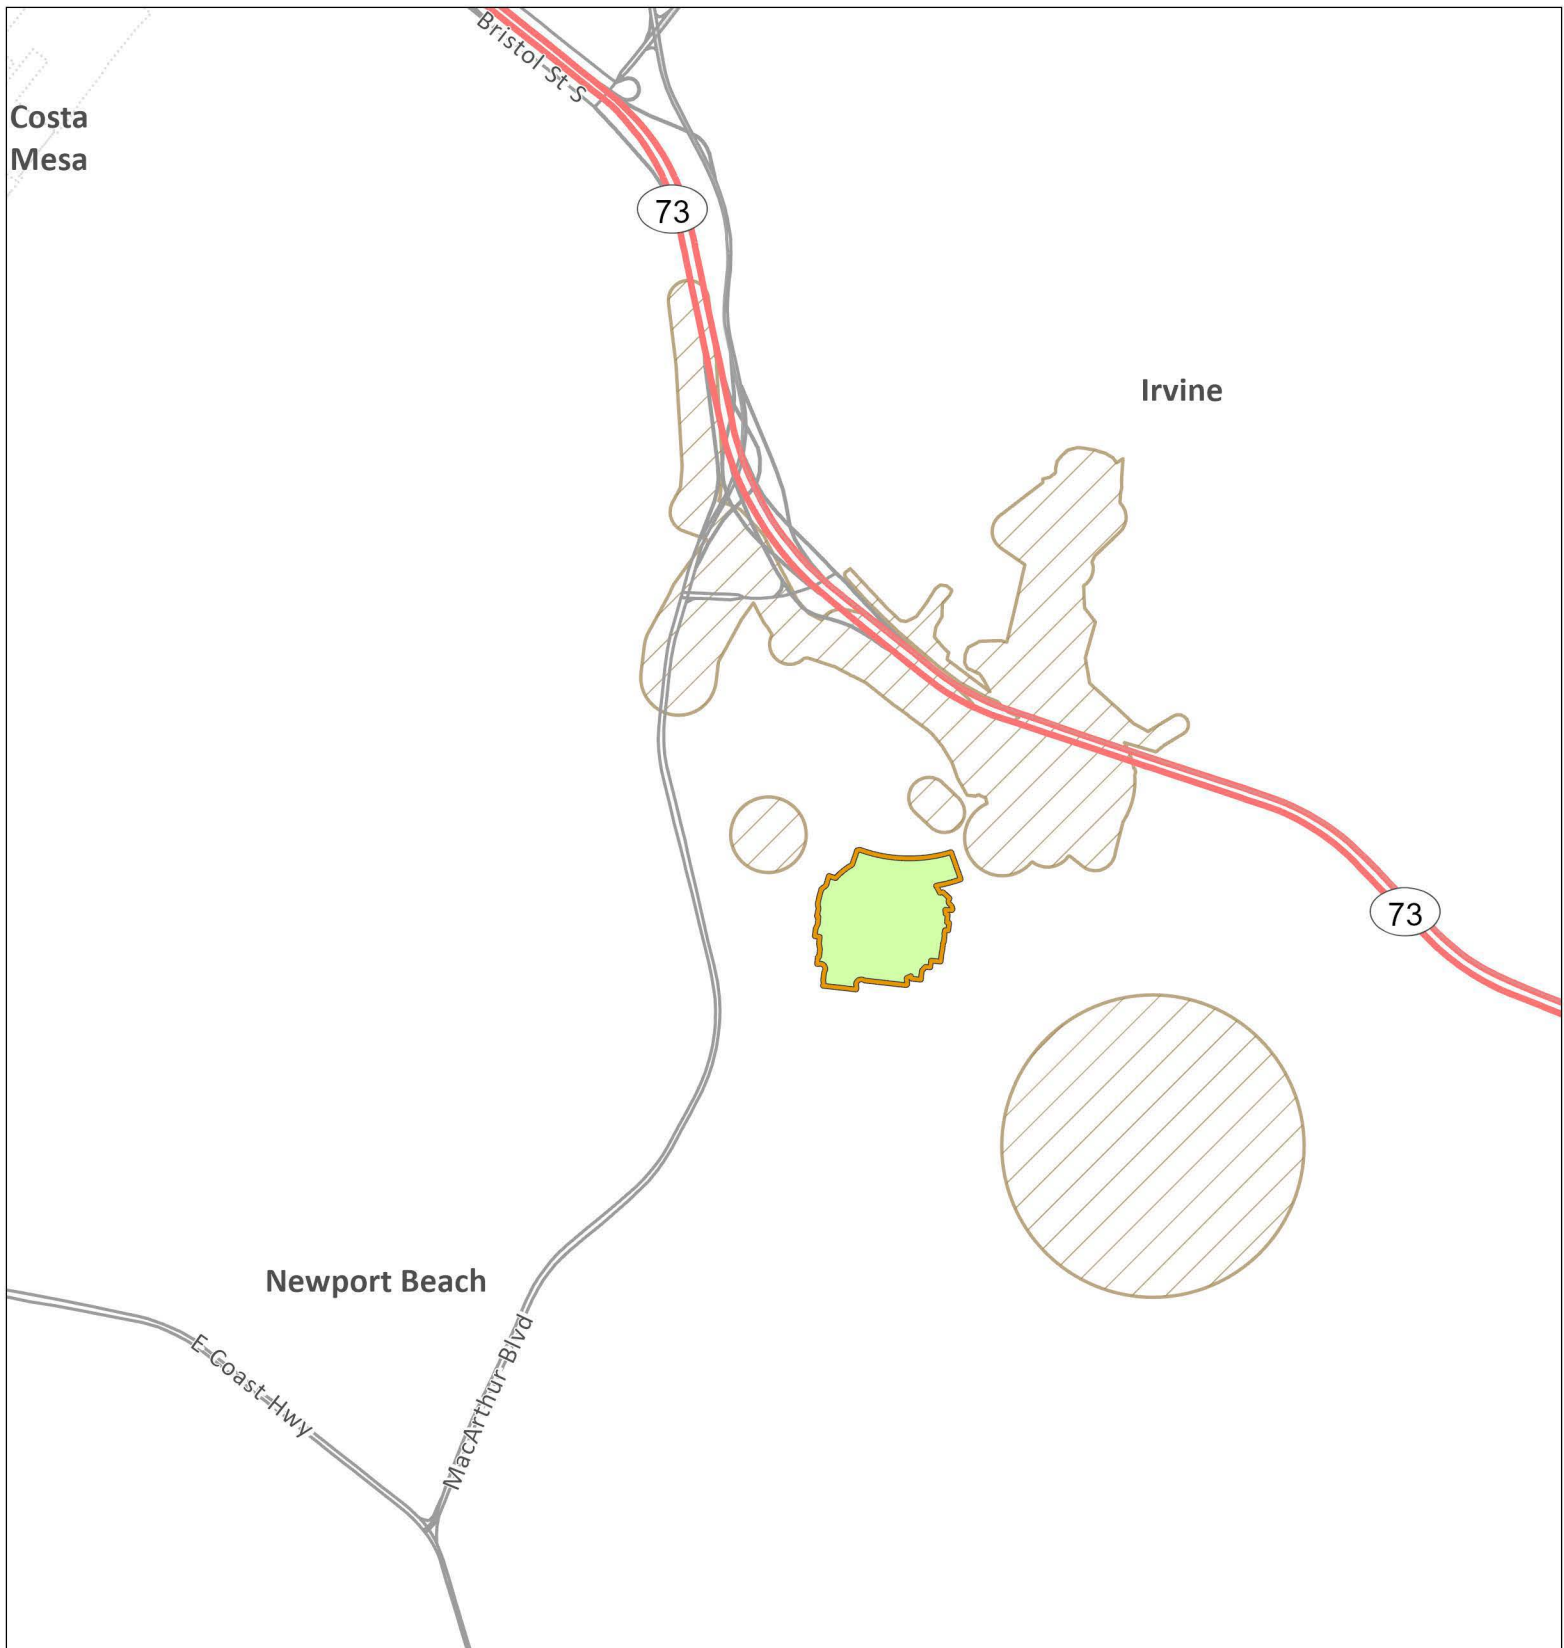 Bristol St S
Costa
Mesa
73
Irvine
73
Newport Beach
E Coast Hwy
MacArthur Blvd